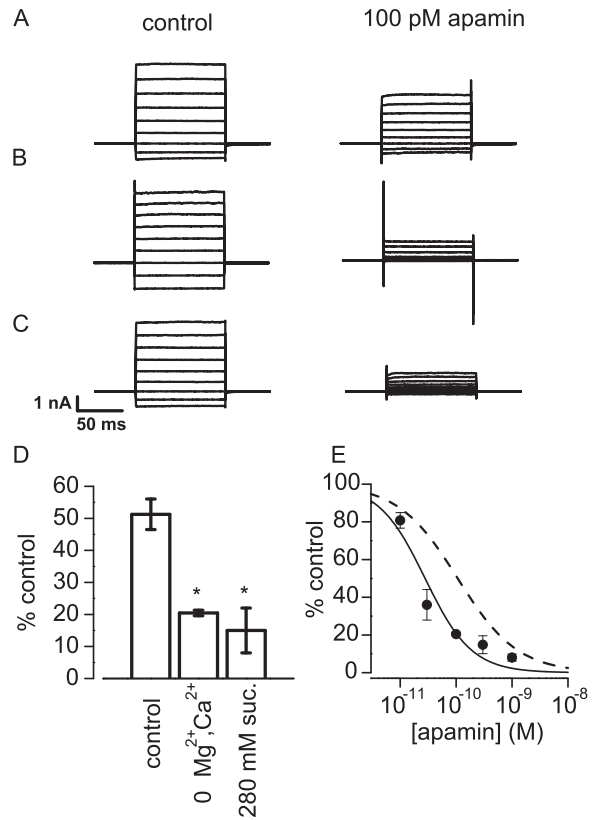 A
control
100 pM apamin
B
C
1 nA
50 ms
D
E
60
50
40
30
20
10
0
% control
*
*
control
0 Mg²⁺,Ca²⁺
280 mM suc.
100
80
60
40
20
0
% control
10⁻¹¹
10⁻¹⁰
10⁻⁹
10⁻⁸
[apamin] (M)